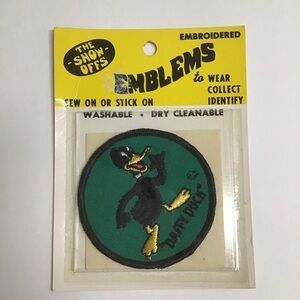 THE
SHOW
OFFS
EMBROIDERED
EMBLEMS
to WEAR
COLLECT
IDENTIFY
SEW ON OR STICK ON
WASHABLE • DRY CLEANABLE
"DAFFY DUCK"